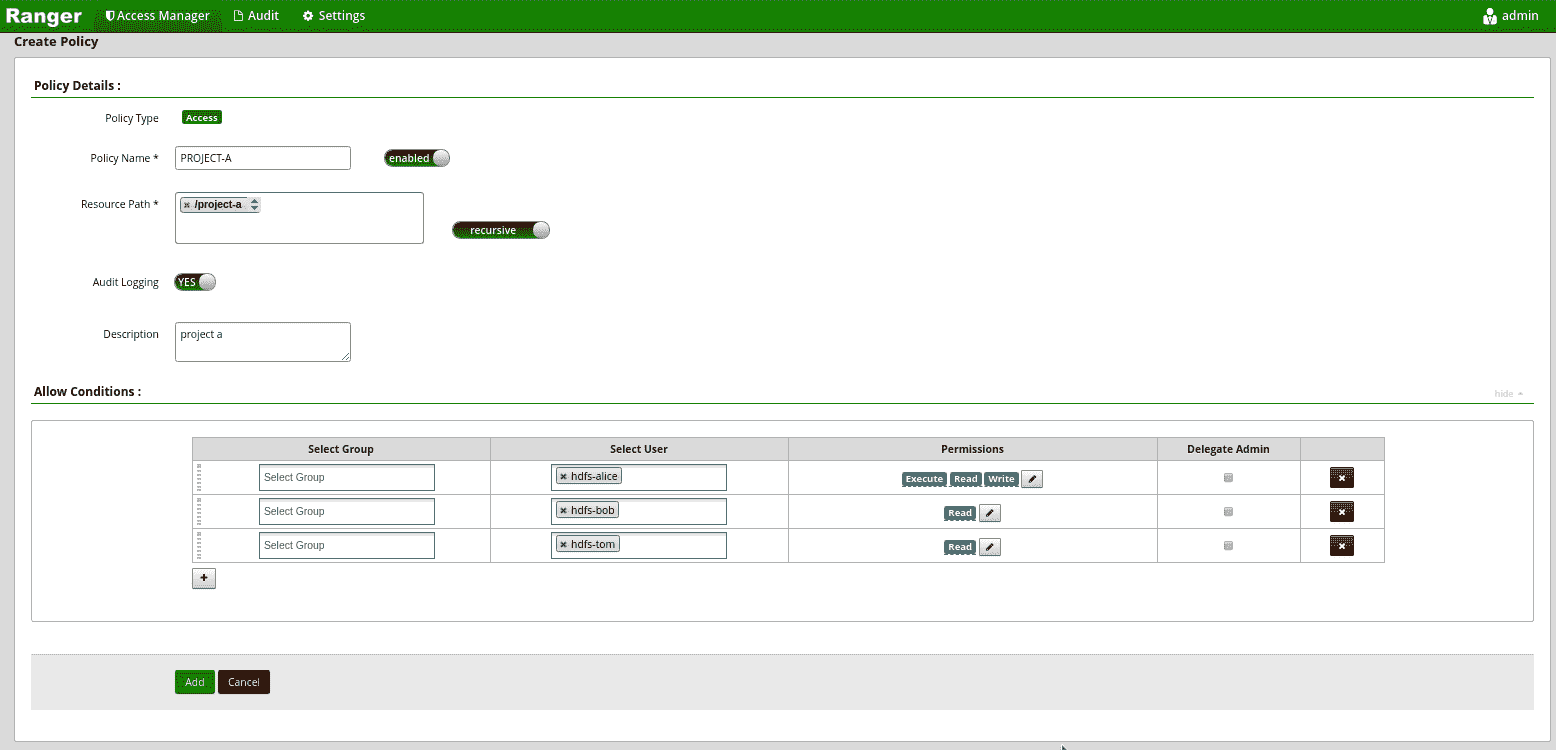 Ranger Access Manager Audit Settings admin
Create Policy
Policy Details :
Policy Type Access
Policy Name * PROJECT-A enabled
Resource Path * × /project-a
recursive
Audit Logging YES
Description project a
Allow Conditions :
hide
Select Group Select User Permissions Delegate Admin
Select Group × hdfs-alice Execute Read Write ×
Select Group × hdfs-bob Read ×
Select Group × hdfs-tom Read ×
+
Add Cancel